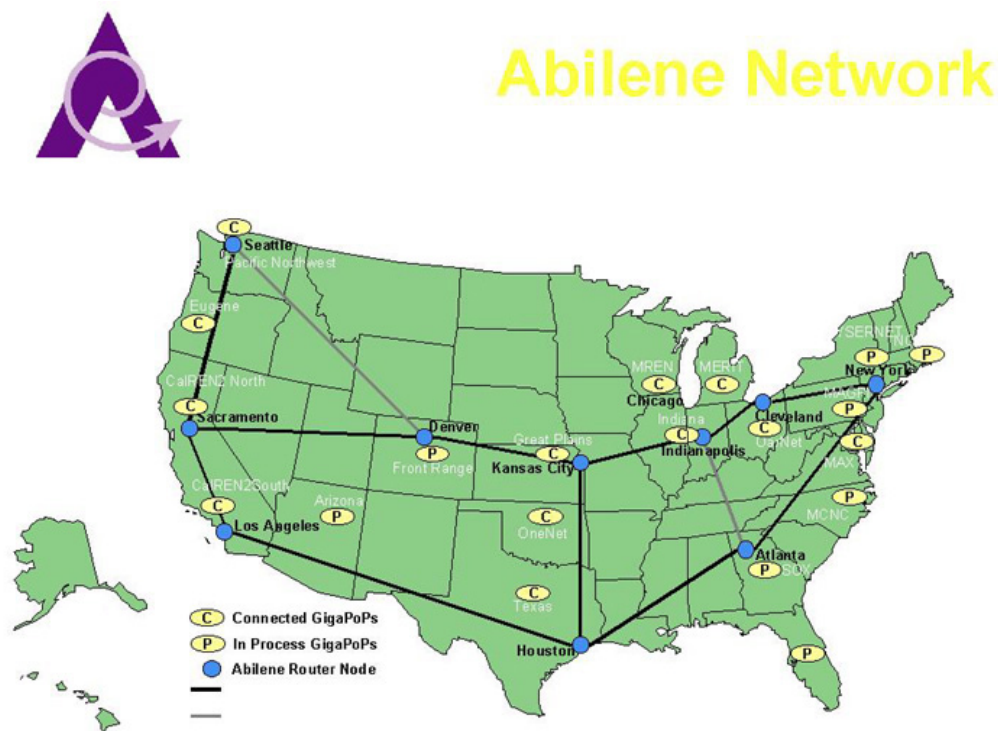 Abilene Network
C
Seattle
Pacific Northwest
Eugene
C
YSERNET
P
P
MREN
MERIT
New York
CalREN2 North
C
C
Chicago
MAGPI
C
Sacramento
Indiana
Cleveland
P
Denver
C
Indianapolis
C
OarNet
C
Great Plains
P
C
Front Range
Kansas City
MAX
CalREN2South
C
Arizona
P
C
P
MCNC
Los Angeles
OneNet
Atlanta
P
SOX
C
Texas
C Connected GigaPoPs
P In Process GigaPoPs
Houston
P
Abilene Router Node